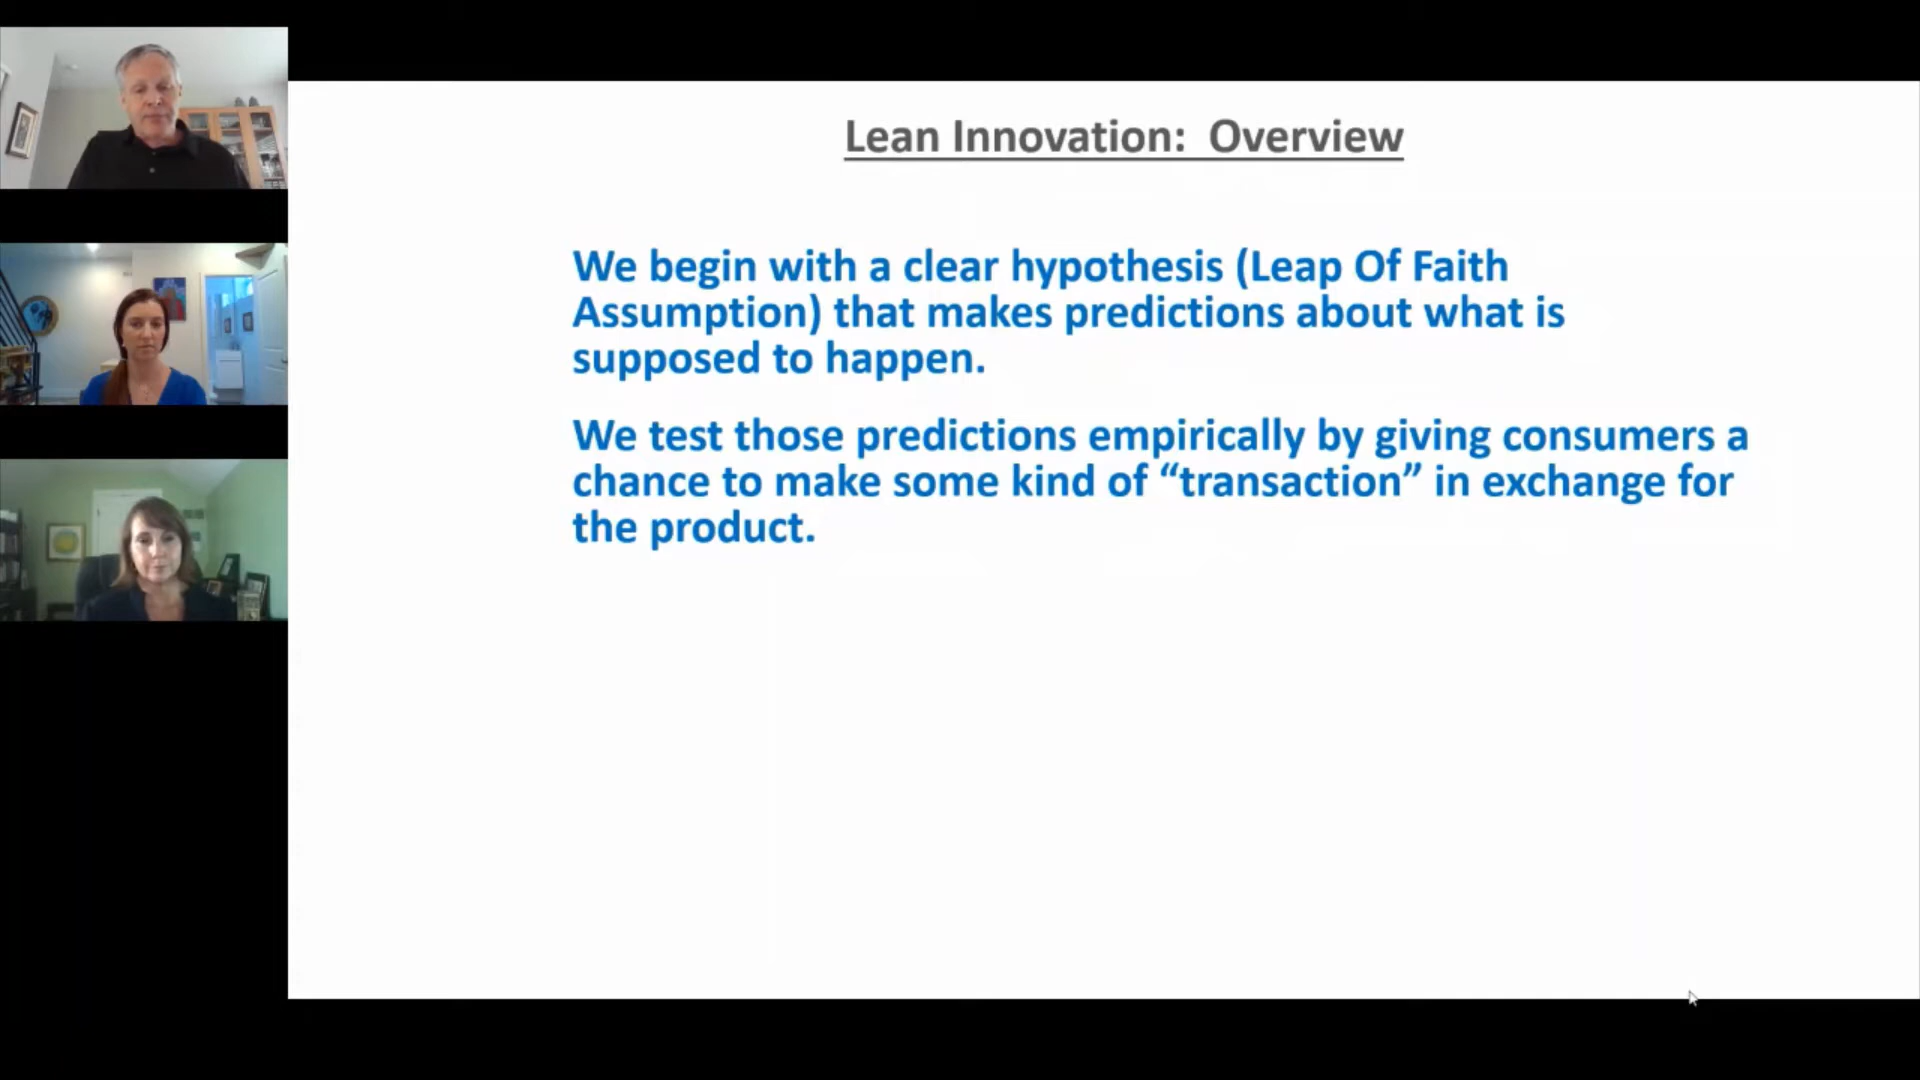 Lean Innovation:  Overview
We begin with a clear hypothesis (Leap Of Faith
Assumption) that makes predictions about what is
supposed to happen.
We test those predictions empirically by giving consumers a
chance to make some kind of “transaction” in exchange for
the product.